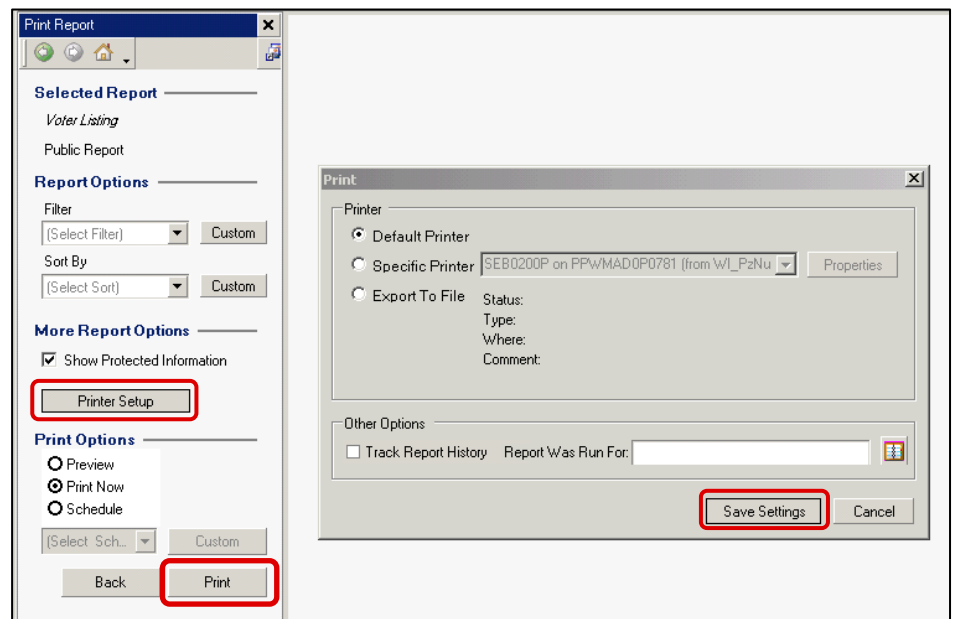 Print Report
Selected Report
Voter Listing
Public Report
Report Options
Filter
(Select Filter)
Custom
Sort By
(Select Sort)
Custom
More Report Options
Show Protected Information
Printer Setup
Print Options
Preview
Print Now
Schedule
(Select Sch...
Custom
Back
Print
Print
Printer
Default Printer
Specific Printer
SEB0200P on PPWMAD0P0781 (from WI_PzNu
Properties
Export To File
Status:
Type:
Where:
Comment:
Other Options
Track Report History
Report Was Run For:
Save Settings
Cancel